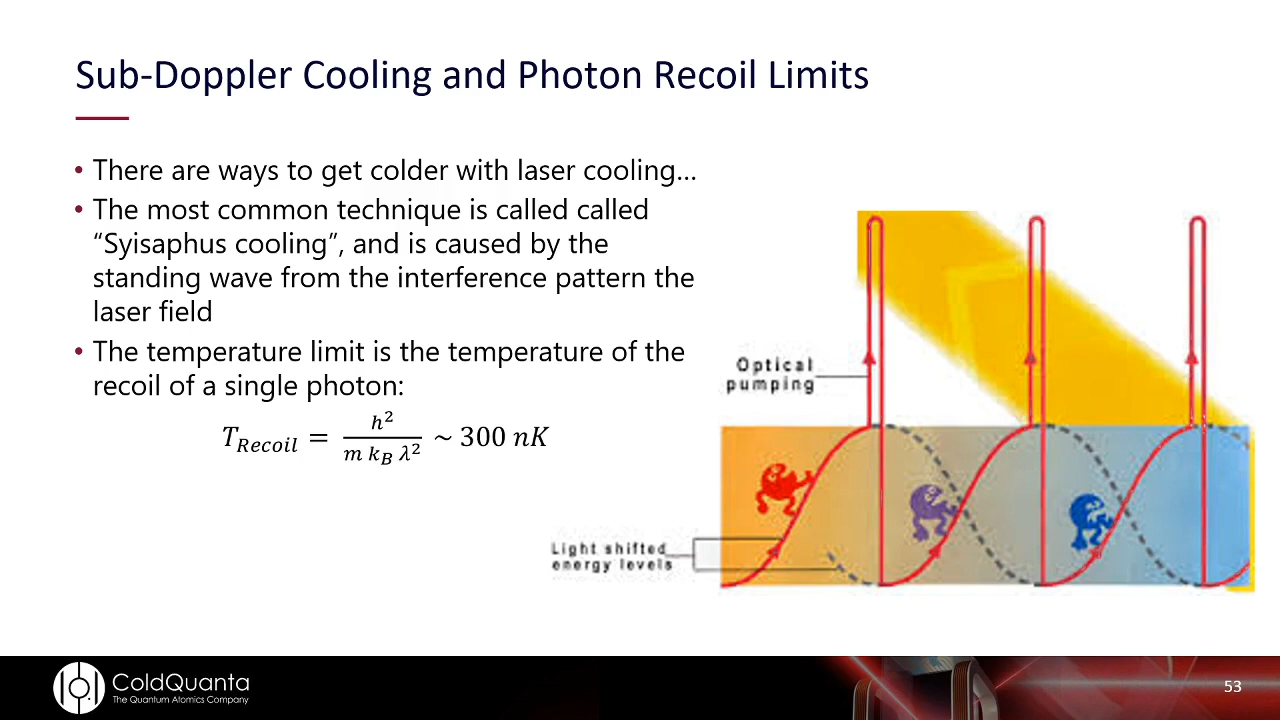 Sub-Doppler Cooling and Photon Recoil Limits
• There are ways to get colder with laser cooling…
• The most common technique is called called
“Syisaphus cooling”, and is caused by the
standing wave from the interference pattern the
laser field
• The temperature limit is the temperature of the
recoil of a single photon:
T_Recoil = h² / (m k_B λ²) ~ 300 nK
Optical
pumping
Light shifted
energy levels
ColdQuanta
The Quantum Atomics Company
53